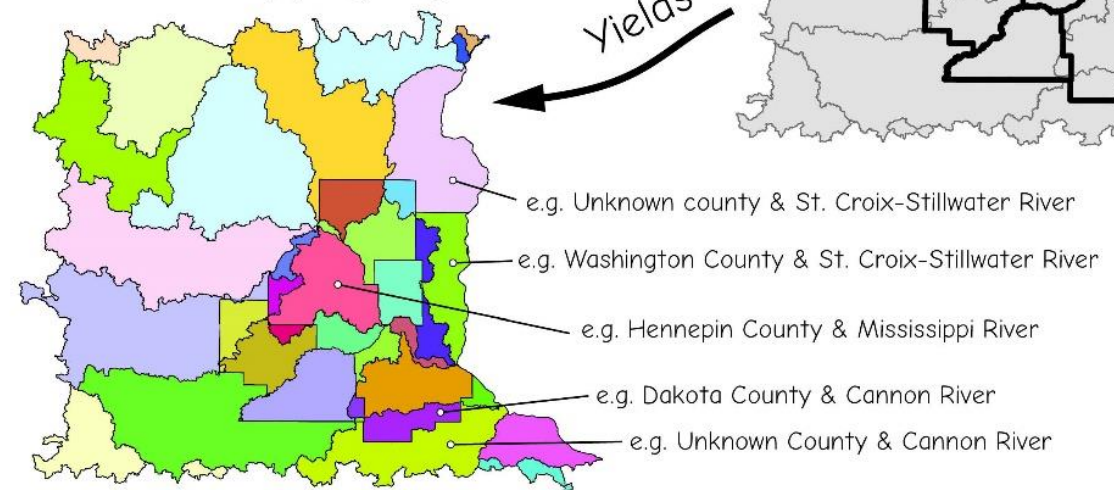 Yields
e.g. Unknown county & St. Croix-Stillwater River
e.g. Washington County & St. Croix-Stillwater River
e.g. Hennepin County & Mississippi River
e.g. Dakota County & Cannon River
e.g. Unknown County & Cannon River